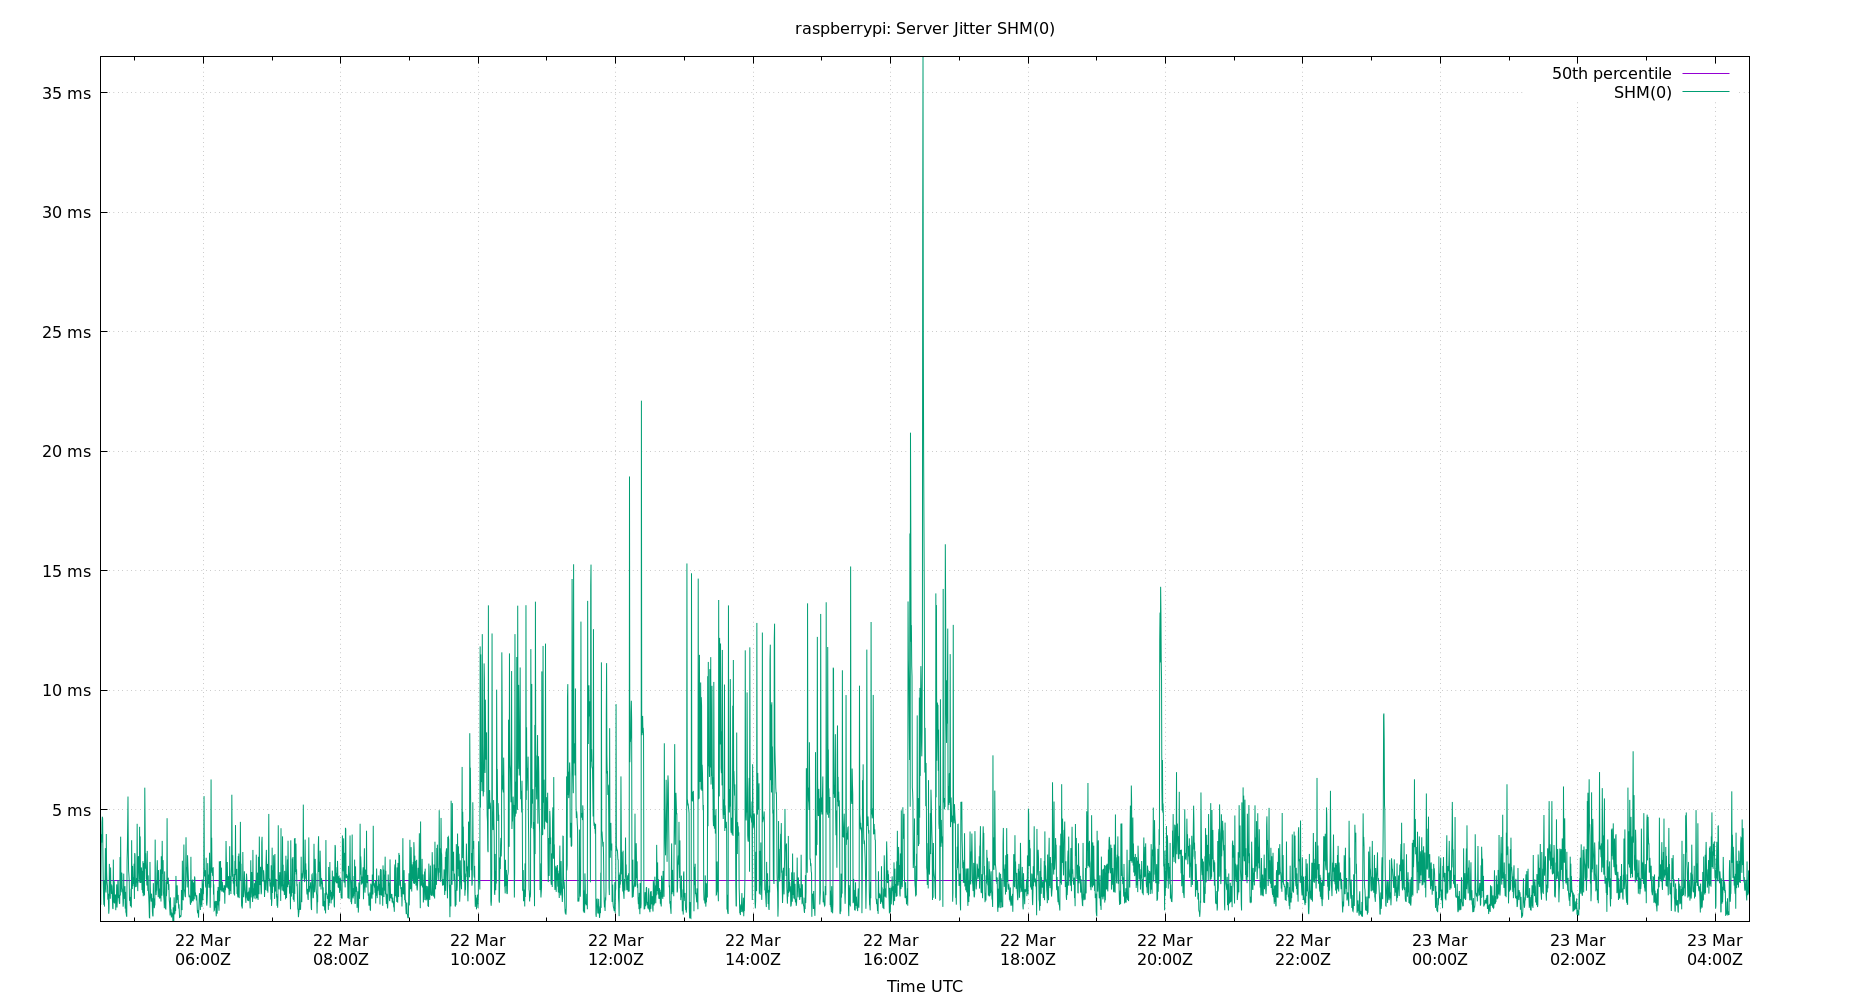 raspberrypi: Server Jitter SHM(0)
50th percentile
SHM(0)
35 ms
30 ms
25 ms
20 ms
15 ms
10 ms
5 ms
22 Mar 22 Mar 22 Mar 22 Mar 22 Mar 22 Mar 22 Mar 22 Mar 22 Mar 23 Mar 23 Mar 23 Mar
06:00Z 08:00Z 10:00Z 12:00Z 14:00Z 16:00Z 18:00Z 20:00Z 22:00Z 00:00Z 02:00Z 04:00Z
Time UTC